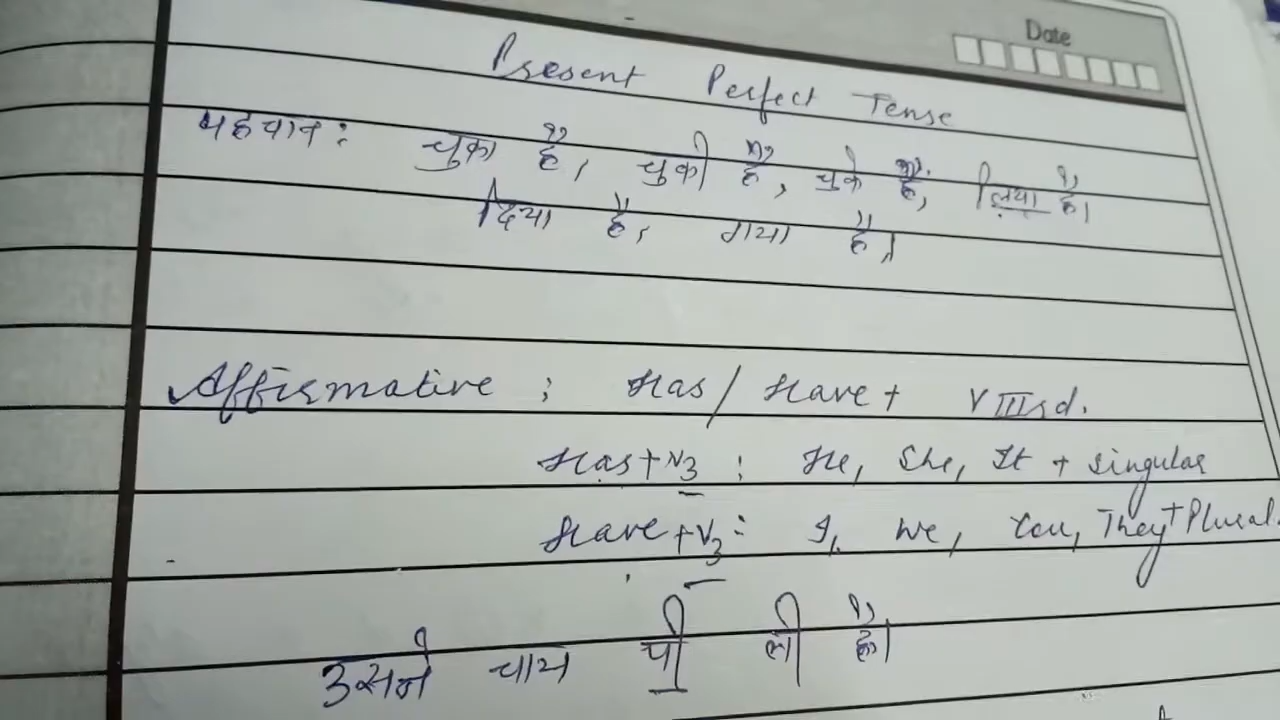 Date
Present Perfect Tense
पहचान: चुका है, चुकी है, चुके हैं, लिया है।
दिया है, गया है।
Affirmative : Has/Have + V IIIrd.
Has+V3 : He, She, It + singular
Have+V3: I, We, You, They+Plural.
उसने चाय पी ली है।